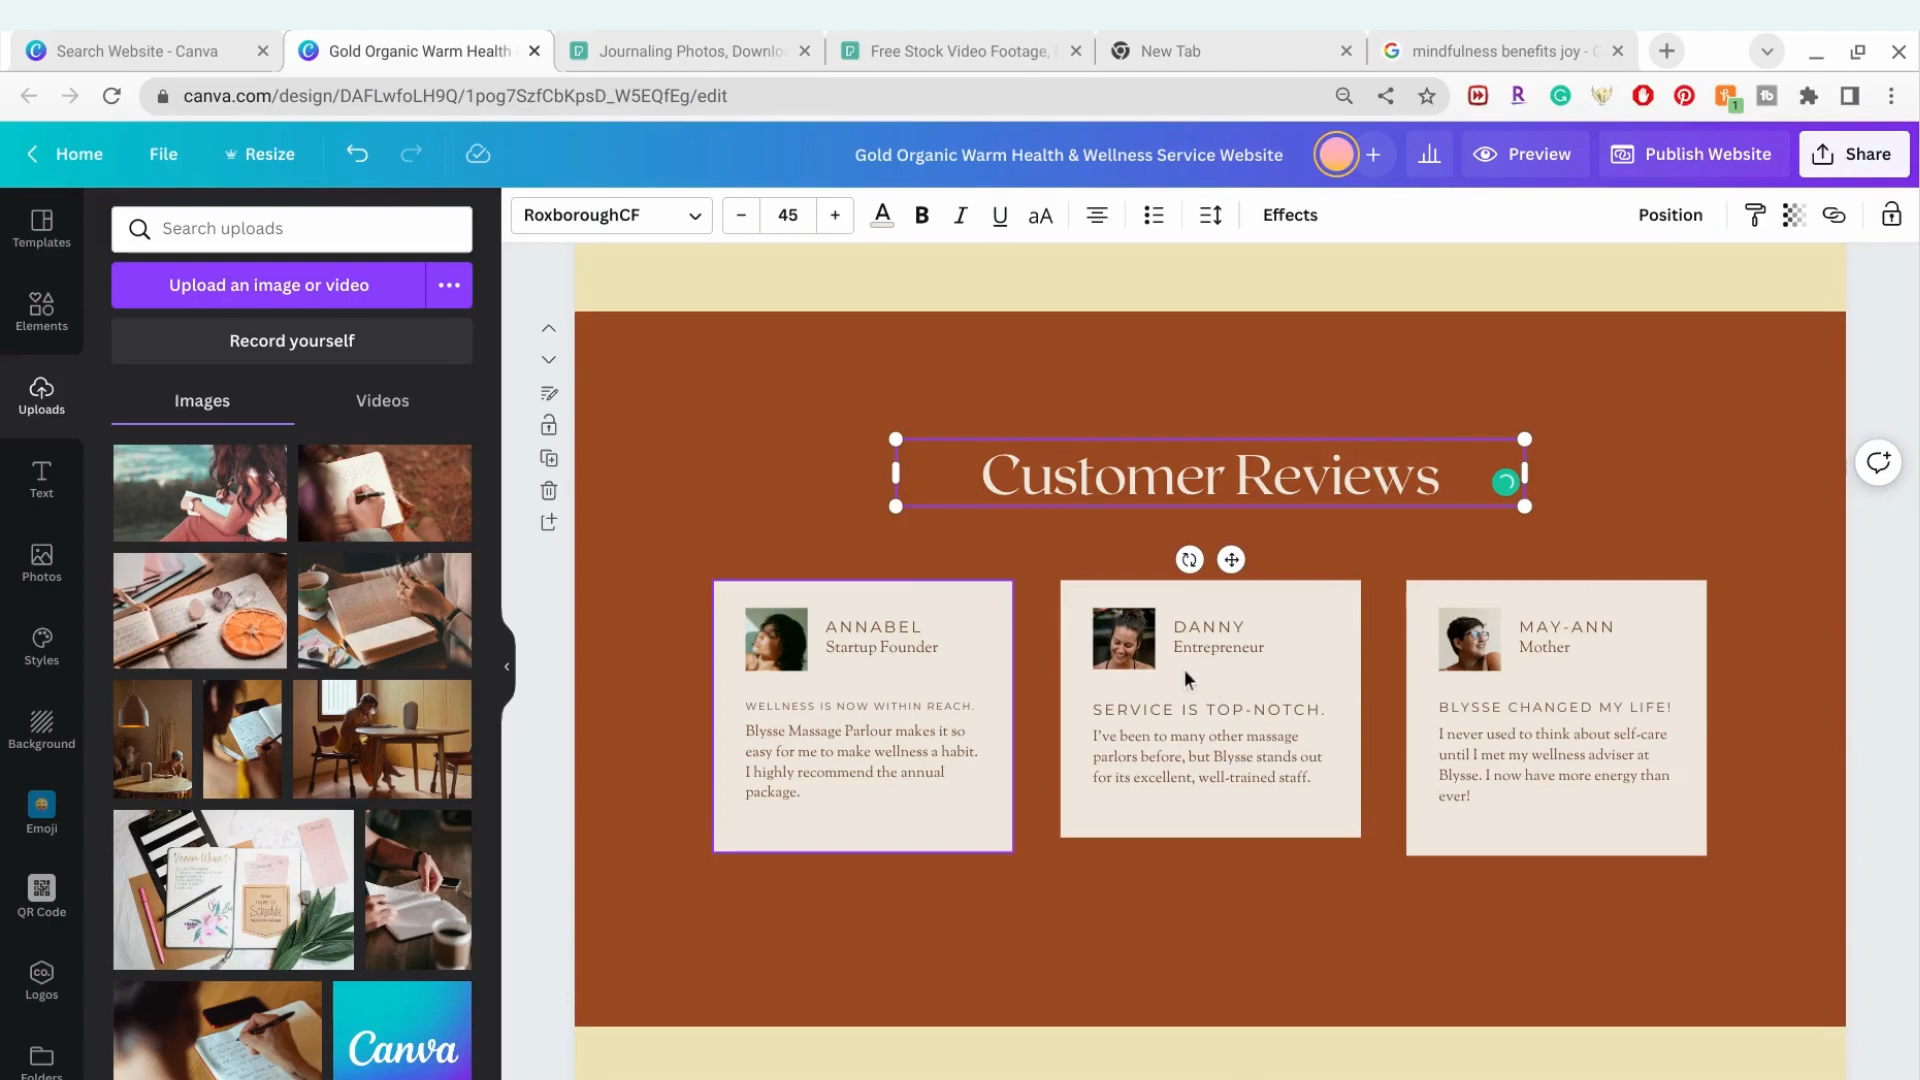 Search Website - Canva
Gold Organic Warm Health
Journaling Photos, Downlo
Free Stock Video Footage,
New Tab
mindfulness benefits joy -
canva.com/design/DAFLwfoLH9Q/1pog7SzfCbKpsD_W5EQfEg/edit
1
Home
File
Resize
Gold Organic Warm Health & Wellness Service Website
Preview
Publish Website
Share
Templates
Elements
Uploads
Text
Photos
Styles
Background
Emoji
QR Code
CO.
Logos
Folders
Search uploads
Upload an image or video
Record yourself
Images
Videos
Canva
RoxboroughCF
45
A
B
I
U
aA
Effects
Position
Customer Reviews
ANNABEL
Startup Founder
WELLNESS IS NOW WITHIN REACH.
Blysse Massage Parlour makes it so
easy for me to make wellness a habit.
I highly recommend the annual
package.
DANNY
Entrepreneur
SERVICE IS TOP-NOTCH.
I've been to many other massage
parlors before, but Blysse stands out
for its excellent, well-trained staff.
MAY-ANN
Mother
BLYSSE CHANGED MY LIFE!
I never used to think about self-care
until I met my wellness adviser at
Blysse. I now have more energy than
ever!